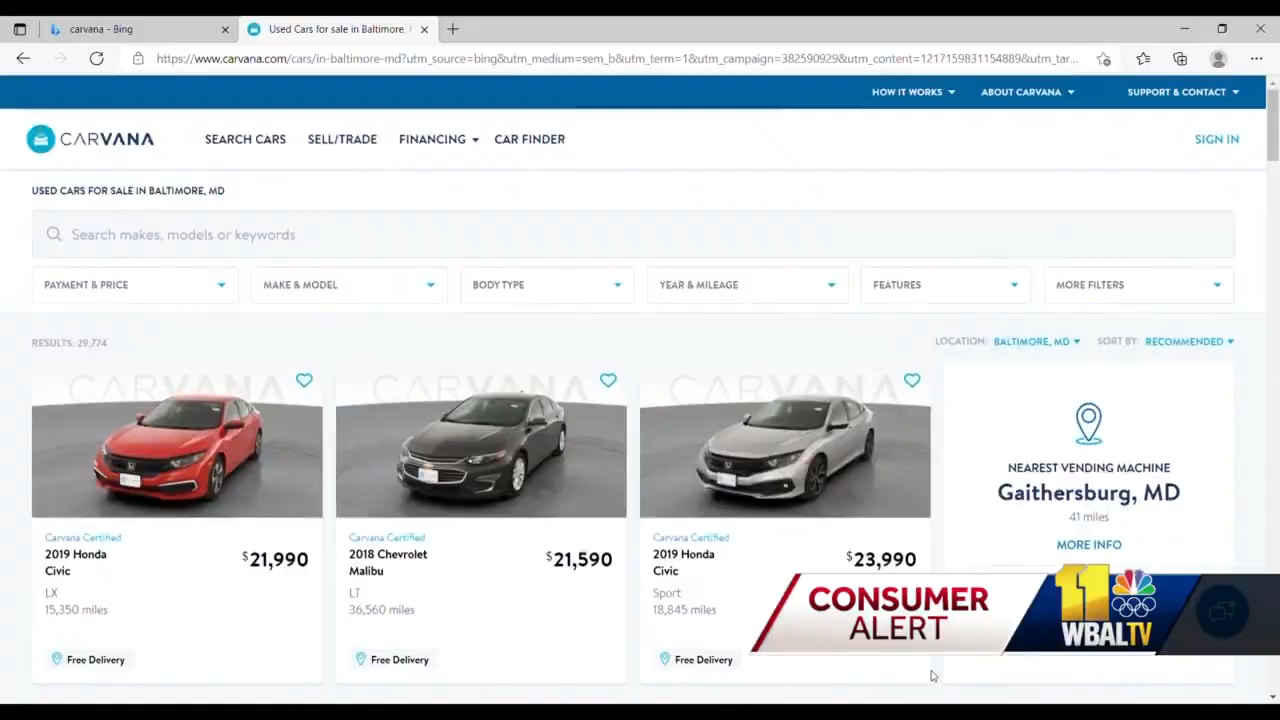 carvana - Bing
Used Cars for sale in Baltimore,
https://www.carvana.com/cars/in-baltimore-md?utm_source=bing&utm_medium=sem_b&utm_term=1&utm_campaign=382590929&utm_content=1217159831154889&utm_tar...
HOW IT WORKS
ABOUT CARVANA
SUPPORT & CONTACT
CARVANA
SEARCH CARS
SELL/TRADE
FINANCING
CAR FINDER
SIGN IN
USED CARS FOR SALE IN BALTIMORE, MD
Search makes, models or keywords
PAYMENT & PRICE
MAKE & MODEL
BODY TYPE
YEAR & MILEAGE
FEATURES
MORE FILTERS
RESULTS: 29,774
LOCATION: BALTIMORE, MD
SORT BY: RECOMMENDED
CARVANA
CARVANA
CARVANA
Carvana Certified
2019 Honda
Civic
$21,990
LX
15,350 miles
Free Delivery
Carvana Certified
2018 Chevrolet
Malibu
$21,590
LT
36,560 miles
Free Delivery
Carvana Certified
2019 Honda
Civic
$23,990
Sport
18,845 miles
Free Delivery
NEAREST VENDING MACHINE
Gaithersburg, MD
41 miles
MORE INFO
CONSUMER
ALERT
11
WBALTV